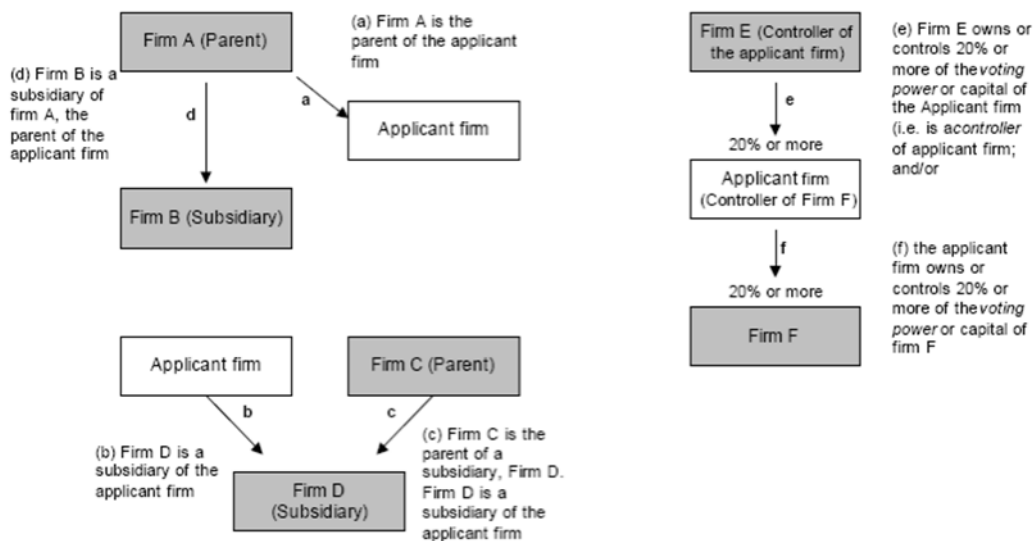 Firm A (Parent)
(a) Firm A is the
parent of the applicant
firm
(d) Firm B is a
subsidiary of
firm A, the
parent of the
applicant firm
d
a
Applicant firm
Firm B (Subsidiary)
Applicant firm
Firm C (Parent)
b
c
(b) Firm D is a
subsidiary of the
applicant firm
(c) Firm C is the
parent of a
subsidiary, Firm D.
Firm D is a
subsidiary of the
applicant firm
Firm D
(Subsidiary)
Firm E (Controller of
the applicant firm)
(e) Firm E owns or
controls 20% or
more of thevoting
power or capital of
the Applicant firm
(i.e. is acontroller
of applicant firm;
and/or
e
20% or more
Applicant firm
(Controller of Firm F)
f
20% or more
Firm F
(f) the applicant
firm owns or
controls 20% or
more of the voting
power or capital of
firm F